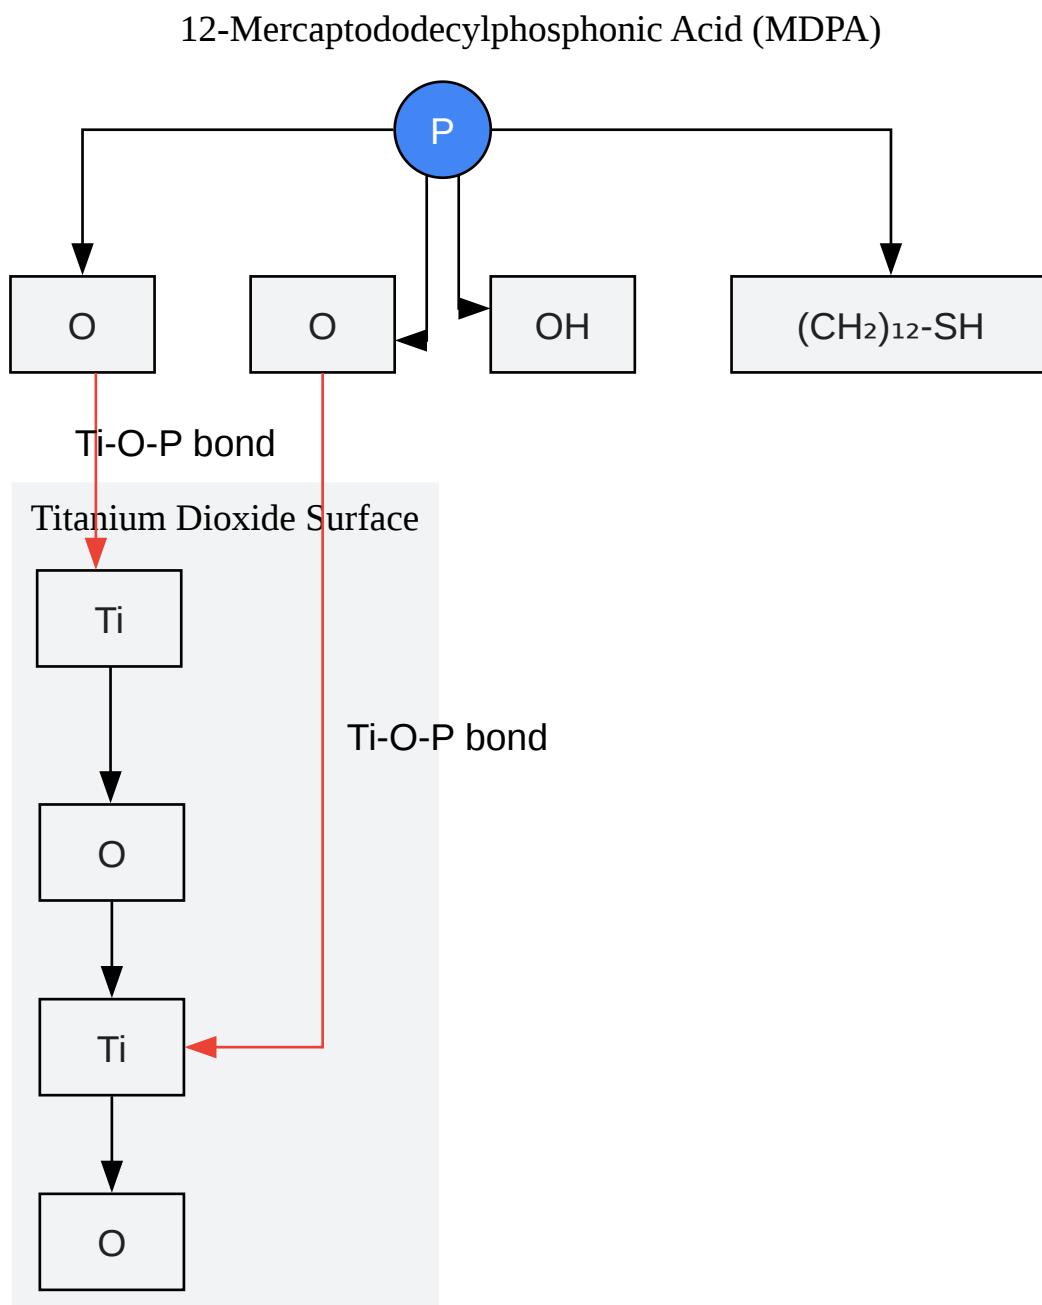 12-Mercaptododecylphosphonic Acid (MDPA)
P
O
O
OH
(CH₂)₁₂-SH
Ti-O-P bond
Titanium Dioxide Surface
Ti
Ti-O-P bond
O
Ti
O